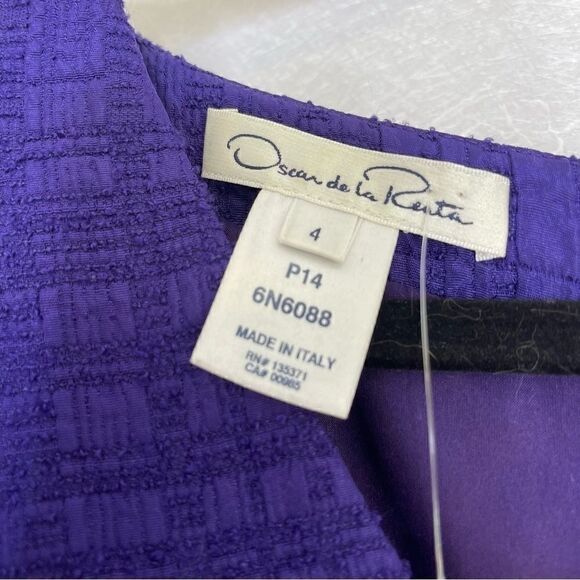 Oscar de la Renta
4
P14
6N6088
MADE IN ITALY
RN# 135371
CA# 00985